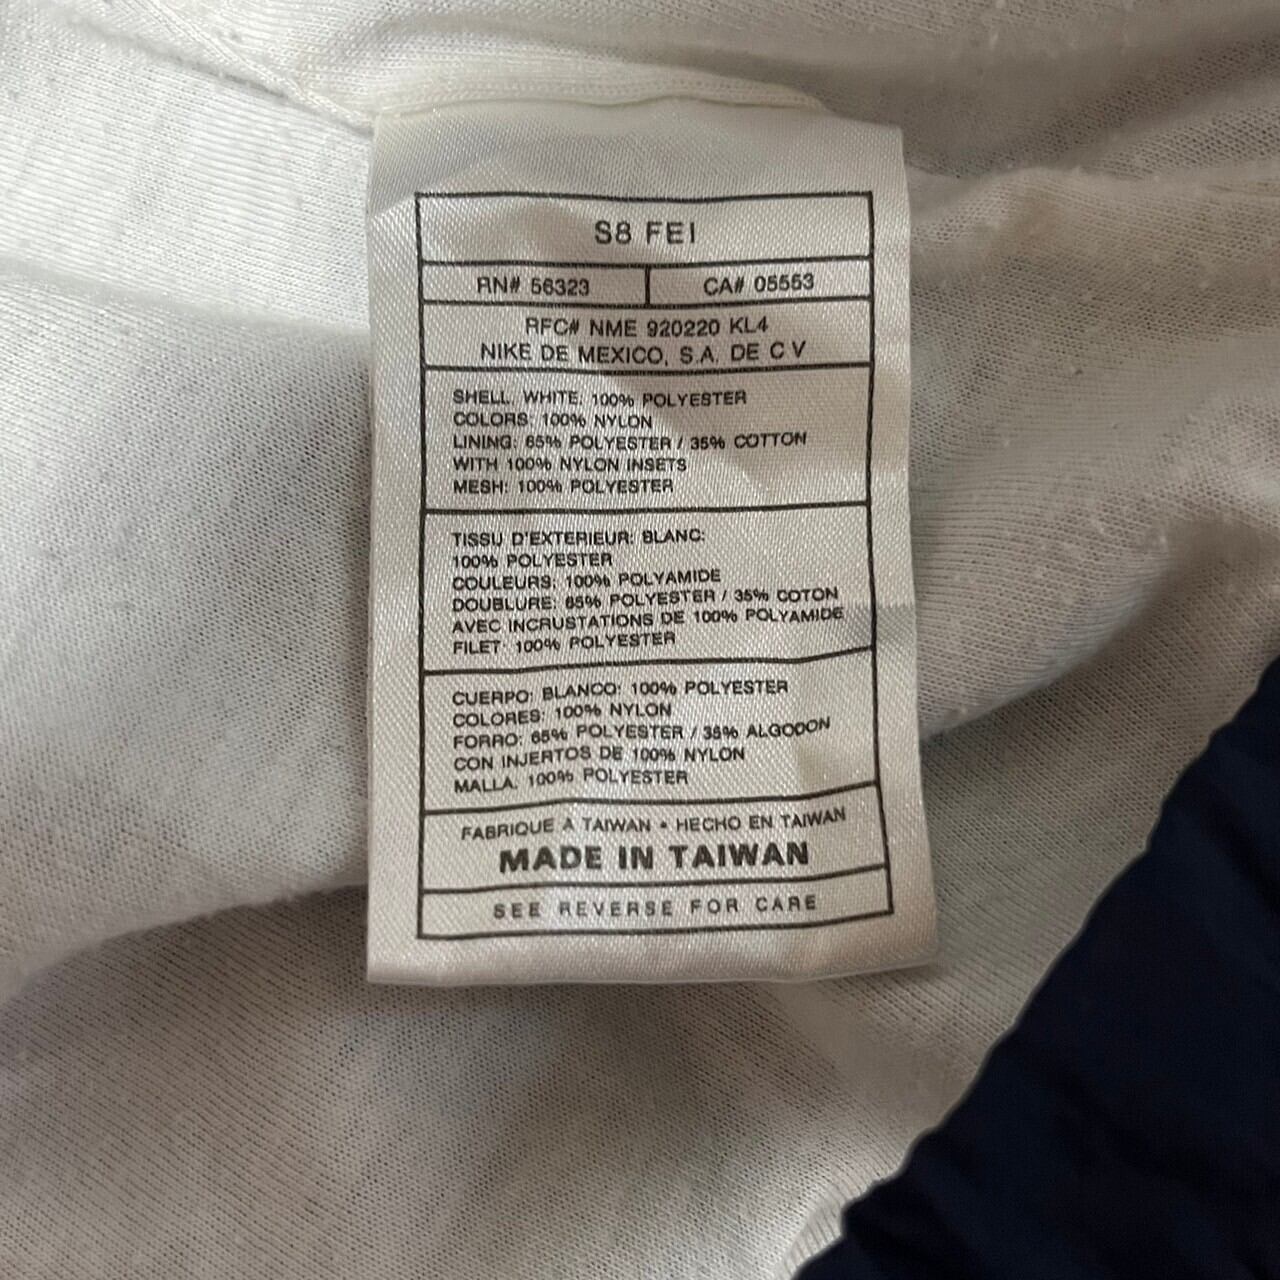 S8 FEI
RN# 56323
CA# 05553
RFC# NME 920220 KL4
NIKE DE MEXICO, S.A. DE C V
SHELL. WHITE: 100% POLYESTER
COLORS: 100% NYLON
LINING: 65% POLYESTER / 35% COTTON
WITH 100% NYLON INSETS
MESH: 100% POLYESTER
TISSU D'EXTERIEUR: BLANC:
100% POLYESTER
COULEURS: 100% POLYAMIDE
DOUBLURE: 65% POLYESTER / 35% COTON
AVEC INCRUSTATIONS DE 100% POLYAMIDE
FILET: 100% POLYESTER
CUERPO: BLANCO: 100% POLYESTER
COLORES: 100% NYLON
FORRO: 65% POLYESTER / 35% ALGODON
CON INJERTOS DE 100% NYLON
MALLA. 100% POLYESTER
FABRIQUE A TAIWAN • HECHO EN TAIWAN
MADE IN TAIWAN
SEE REVERSE FOR CARE